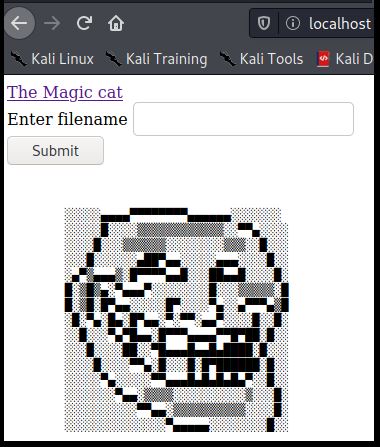 localhost
Kali Linux Kali Training Kali Tools Kali D
The Magic cat
Enter filename
Submit